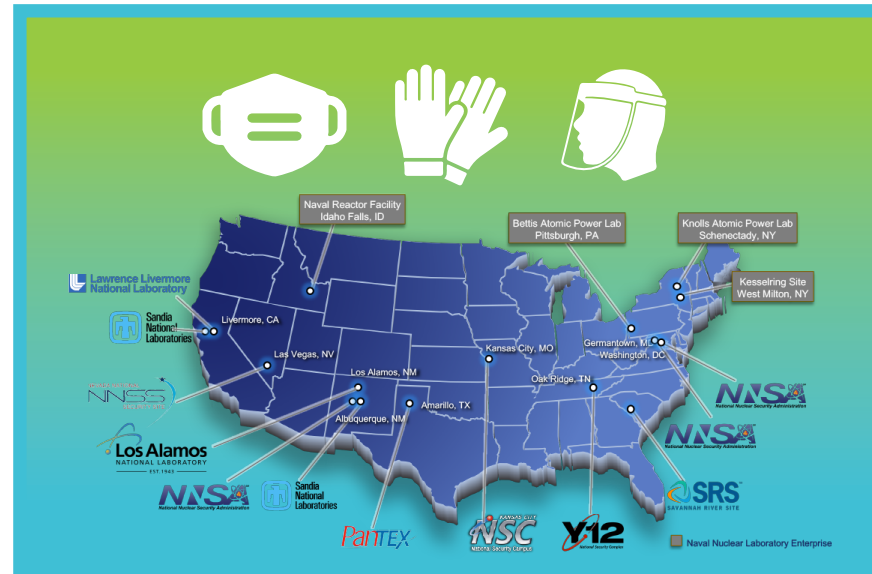 Naval Reactor Facility
Idaho Falls, ID
Bettis Atomic Power Lab
Pittsburgh, PA
Knolls Atomic Power Lab
Schenectady, NY
Kesselring Site
West Milton, NY
Lawrence Livermore
National Laboratory
Livermore, CA
Sandia
National
Laboratories
Las Vegas, NV
Kansas City, MO
Germantown, MD
Washington, DC
Los Alamos, NM
Oak Ridge, TN
Amarillo, TX
Albuquerque, NM
NNSS
NNSA
National Nuclear Security Administration
NNSA
National Nuclear Security Administration
Los Alamos
NATIONAL LABORATORY
EST. 1943
NNSA
National Nuclear Security Administration
Sandia
National
Laboratories
SRS™
SAVANNAH RIVER SITE
PanTEX
KANSAS CITY
NSC
National Security Campus
Y12
National Security Complex
Naval Nuclear Laboratory Enterprise